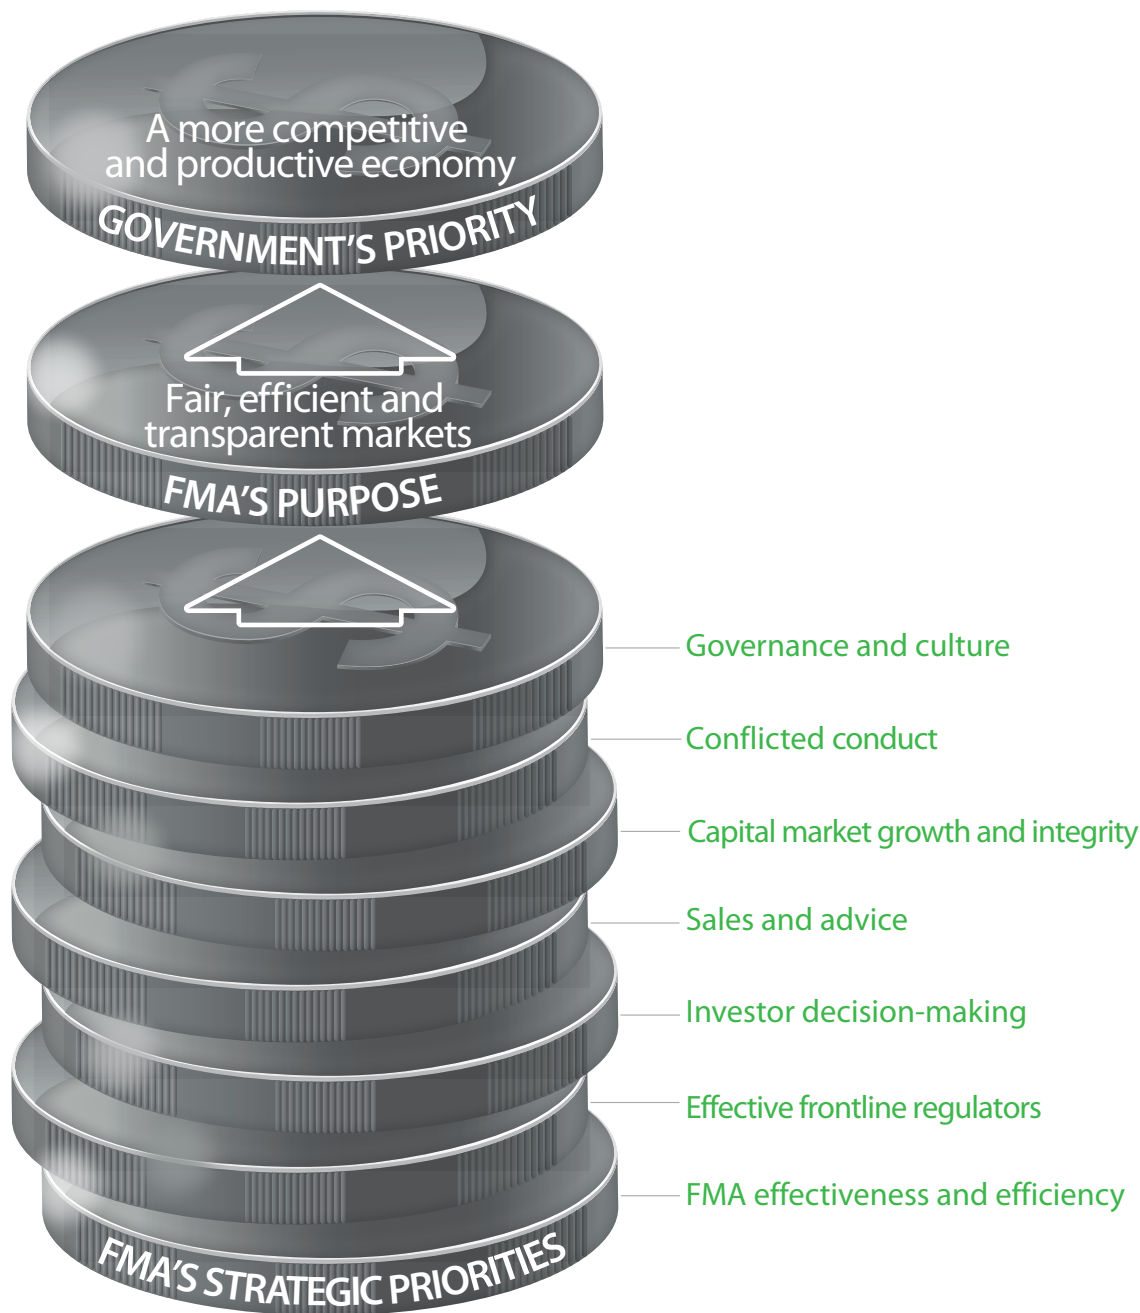 A more competitive
and productive economy
GOVERNMENT'S PRIORITY
Fair, efficient and
transparent markets
FMA'S PURPOSE
Governance and culture
Conflicted conduct
Capital market growth and integrity
Sales and advice
Investor decision-making
Effective frontline regulators
FMA effectiveness and efficiency
FMA'S STRATEGIC PRIORITIES